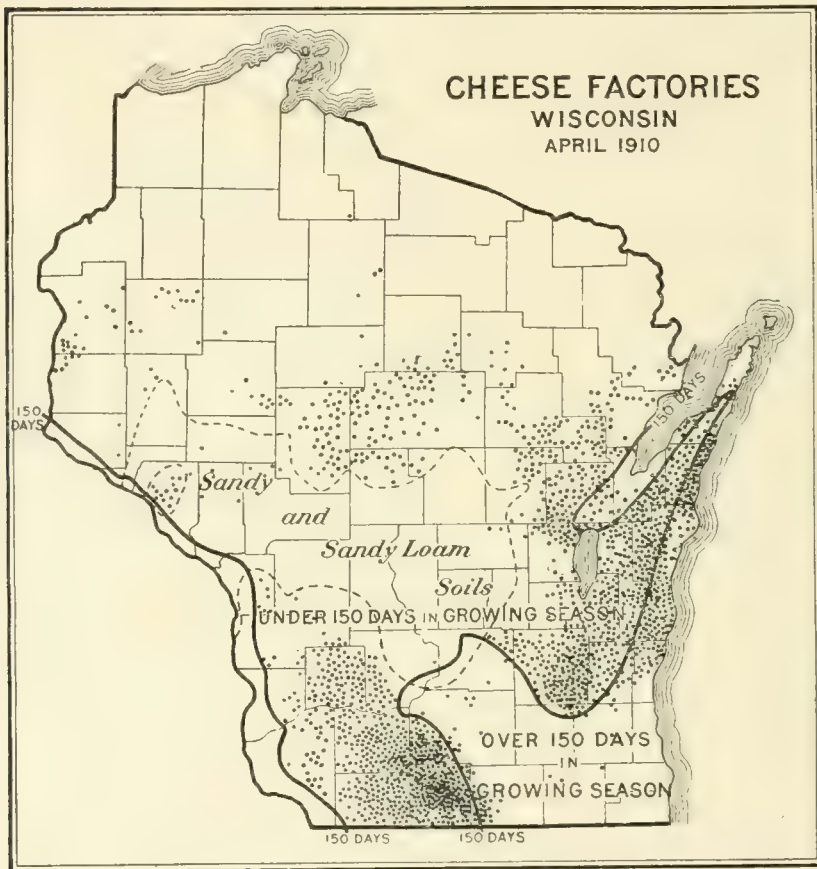 CHEESE FACTORIES
WISCONSIN
APRIL 1910
150 DAYS
150
DAYS
Sandy
and
Sandy Loam
Soils
UNDER 150 DAYS IN GROWING SEASON
OVER 150 DAYS
IN
GROWING SEASON
150 DAYS
150 DAYS